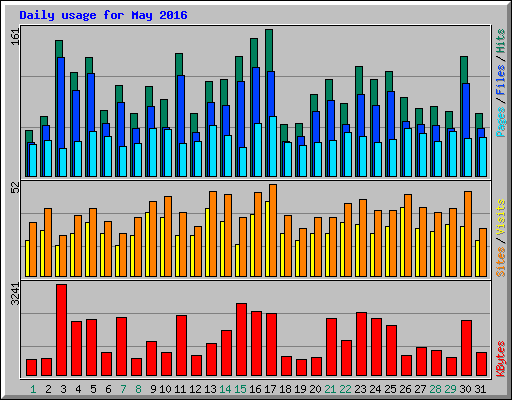 Daily usage for May 2016
161
Pages / Files / Hits
52
Sites / Visits
3241
KBytes
1 2 3 4 5 6 7 8 9 10 11 12 13 14 15 16 17 18 19 20 21 22 23 24 25 26 27 28 29 30 31